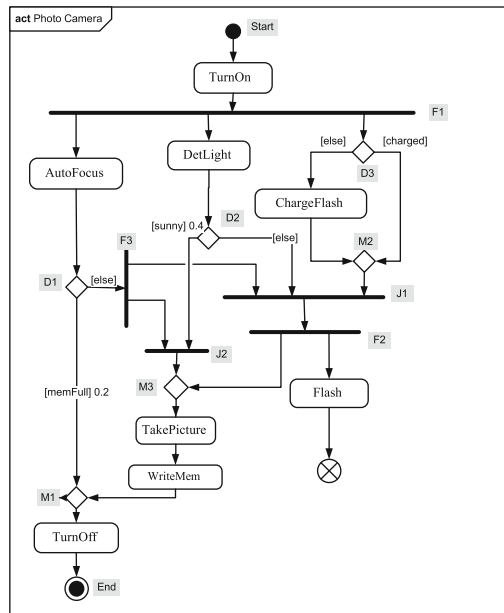 act Photo Camera
Start
TurnOn
F1
[else]
[charged]
DetLight
AutoFocus
D3
ChargeFlash
D2
[sunny] 0.4
[else]
F3
M2
D1
[else]
J1
F2
J2
M3
Flash
[memFull] 0.2
TakePicture
WriteMem
M1
TurnOff
End